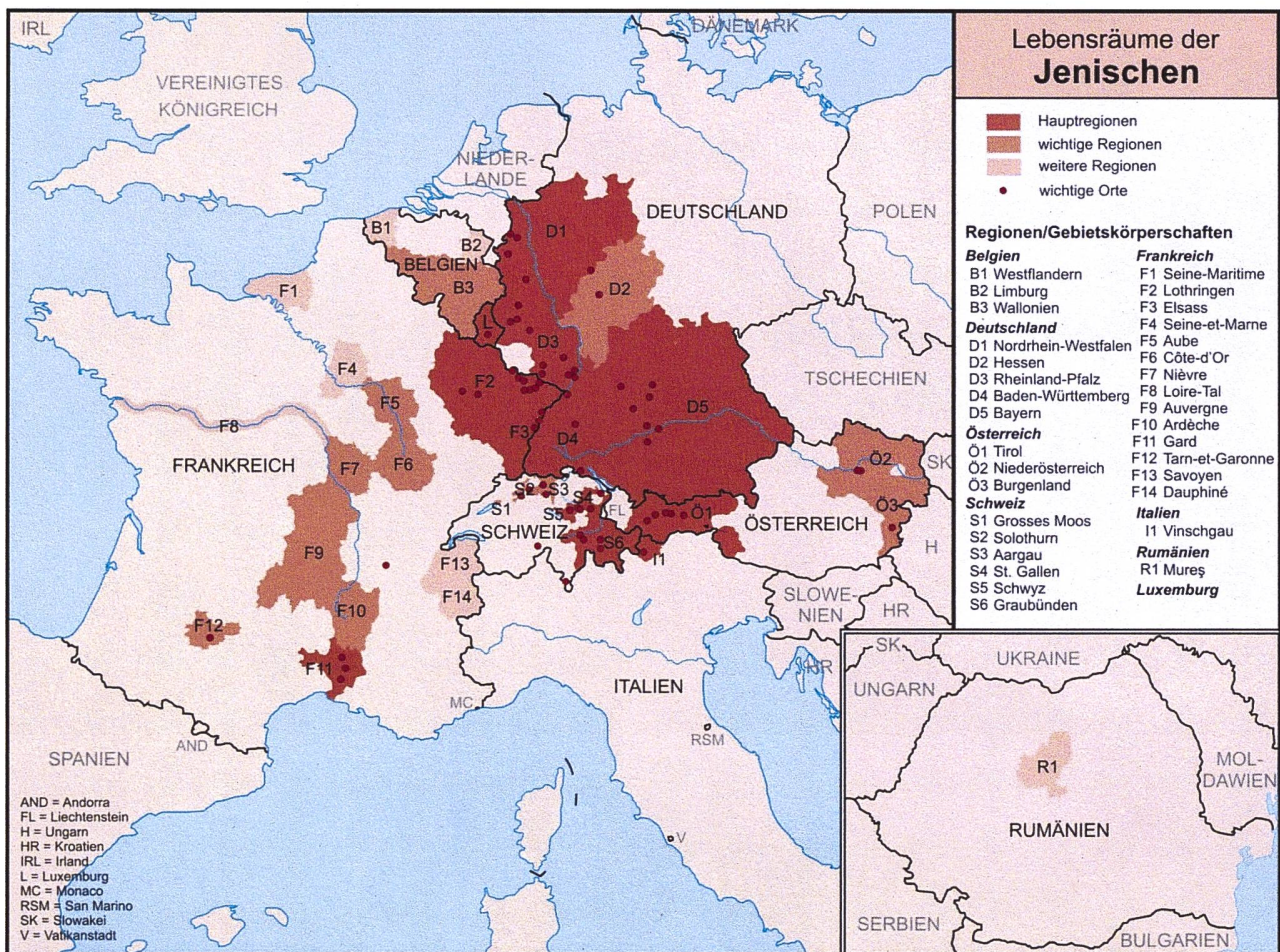 Lebensräume der
Jenischen
Hauptregionen
wichtige Regionen
weitere Regionen
wichtige Orte
Regionen/Gebietskörperschaften
Belgien
B1 Westflandern
B2 Limburg
B3 Wallonien
Deutschland
D1 Nordrhein-Westfalen
D2 Hessen
D3 Rheinland-Pfalz
D4 Baden-Württemberg
D5 Bayern
Österreich
Ö1 Tirol
Ö2 Niederösterreich
Ö3 Burgenland
Schweiz
S1 Grosses Moos
S2 Solothurn
S3 Aargau
S4 St. Gallen
S5 Schwyz
S6 Graubünden
Frankreich
F1 Seine-Maritime
F2 Lothringen
F3 Elsass
F4 Seine-et-Marne
F5 Aube
F6 Côte-d'Or
F7 Nièvre
F8 Loire-Tal
F9 Auvergne
F10 Ardèche
F11 Gard
F12 Tarn-et-Garonne
F13 Savoyen
F14 Dauphiné
Italien
I1 Vinschgau
Rumänien
R1 Mureş
Luxemburg
IRL
DÄNEMARK
VEREINIGTES
KÖNIGREICH
NIEDER-
LANDE
DEUTSCHLAND
POLEN
B1
B2
BELGIEN
B3
D1
D2
F1
L
D3
F4
F2
F5
TSCHECHIEN
D5
F8
F3
D4
FRANKREICH
F7
F6
Ö2
SK
S2
S3
S4
S1
S5
FL
Ö1
Ö3
SCHWEIZ
ÖSTERREICH
S6
H
F9
F13
I1
F14
F10
SLOWE-
NIEN
HR
F12
F11
HR
ITALIEN
MC
RSM
AND
SPANIEN
V
AND = Andorra
FL = Liechtenstein
H = Ungarn
HR = Kroatien
IRL = Irland
L = Luxemburg
MC = Monaco
RSM = San Marino
SK = Slowakei
V = Vatikanstadt
SK
UKRAINE
UNGARN
R1
MOL-
DAWIEN
RUMÄNIEN
SERBIEN
BULGARIEN